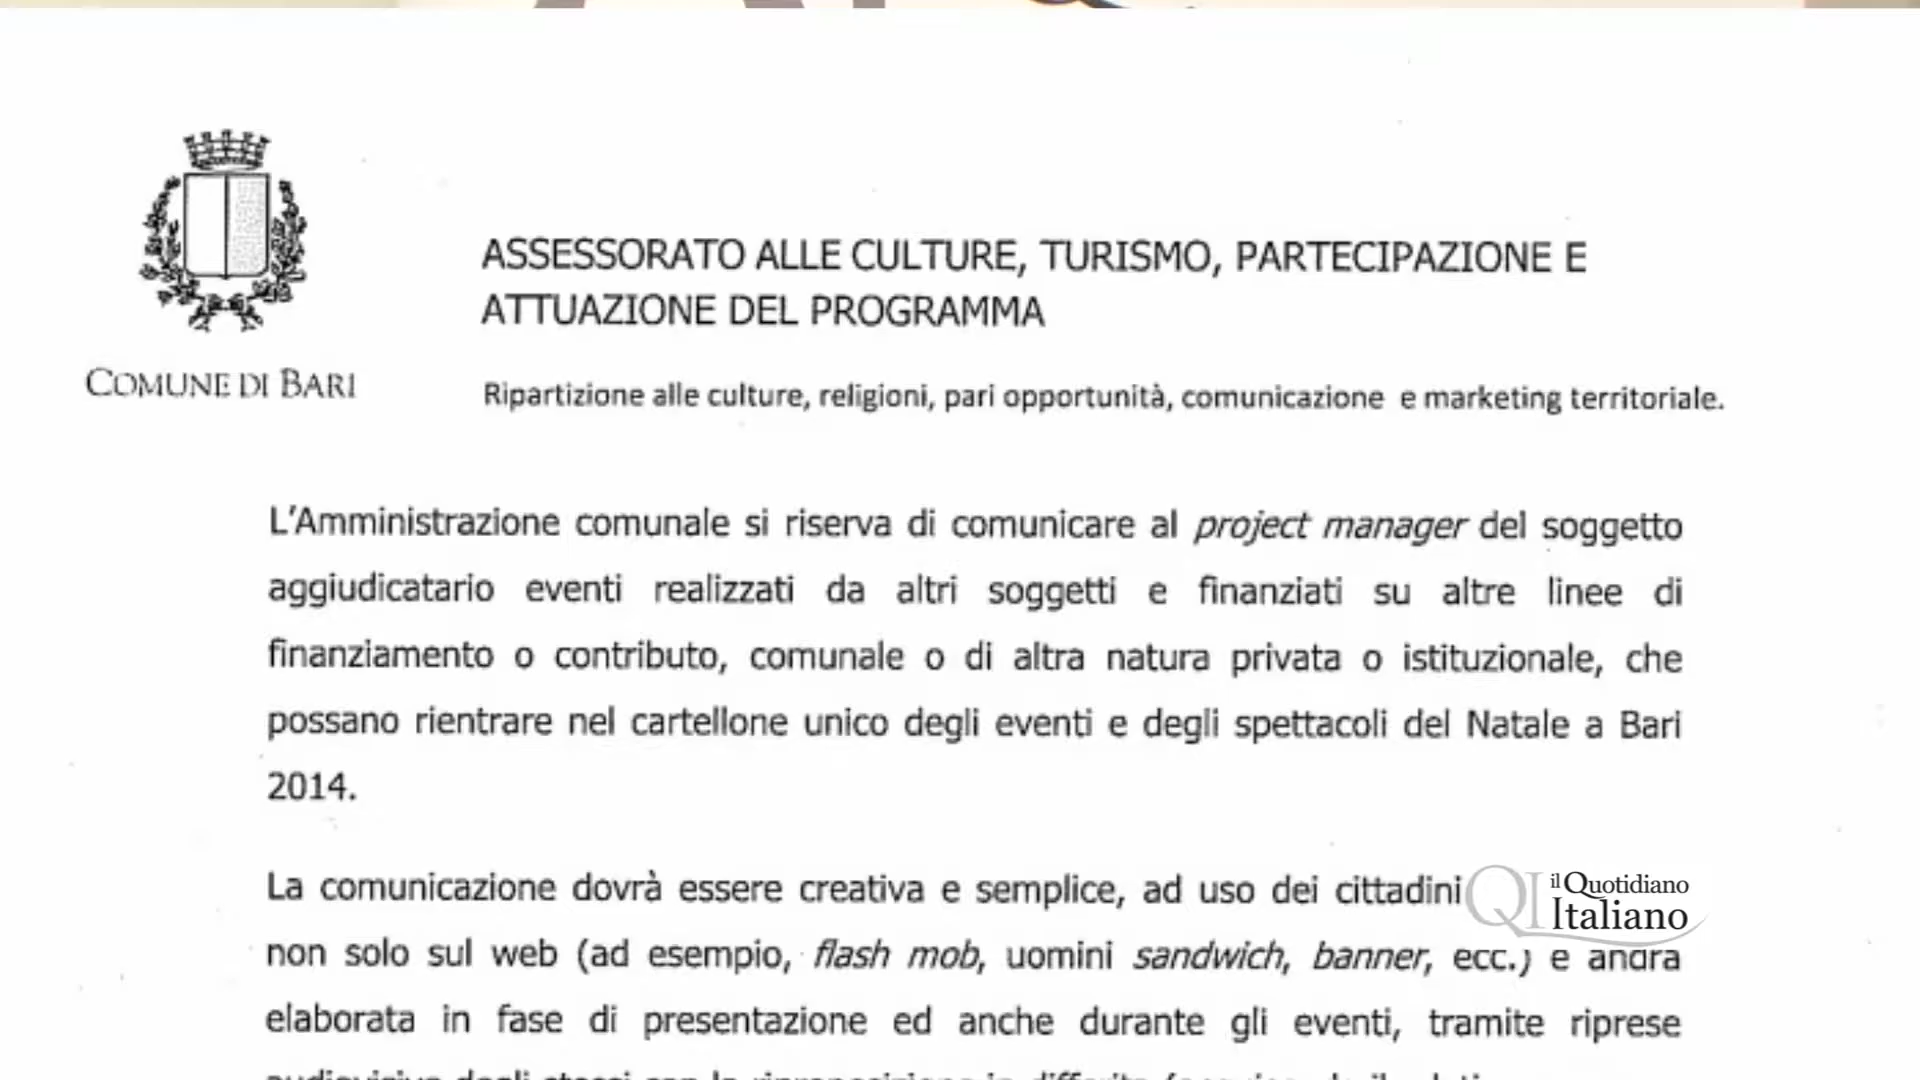 COMUNE DI BARI
ASSESSORATO ALLE CULTURE, TURISMO, PARTECIPAZIONE E
ATTUAZIONE DEL PROGRAMMA
Ripartizione alle culture, religioni, pari opportunità, comunicazione e marketing territoriale.
L'Amministrazione comunale si riserva di comunicare al project manager del soggetto
aggiudicatario eventi realizzati da altri soggetti e finanziati su altre linee di
finanziamento o contributo, comunale o di altra natura privata o istituzionale, che
possano rientrare nel cartellone unico degli eventi e degli spettacoli del Natale a Bari
2014.
La comunicazione dovrà essere creativa e semplice, ad uso dei cittadini
non solo sul web (ad esempio, flash mob, uomini sandwich, banner, ecc.) e andrà
elaborata in fase di presentazione ed anche durante gli eventi, tramite riprese
QI il Quotidiano
Italiano